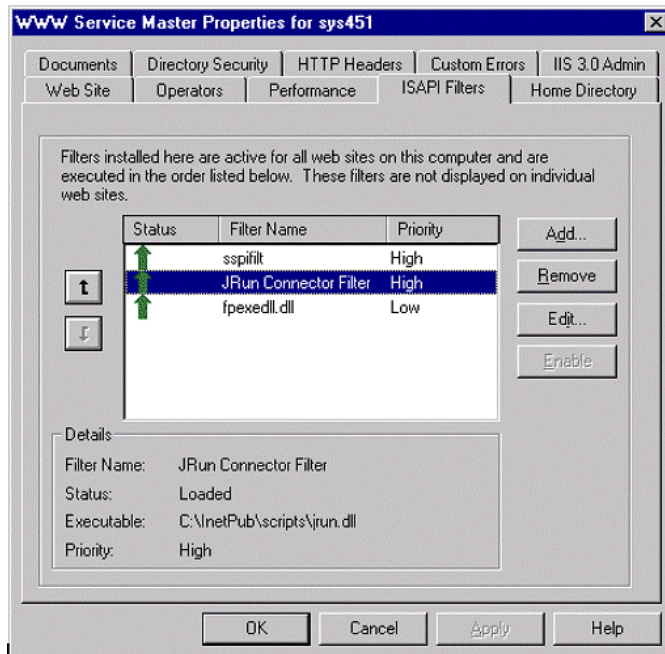 WWW Service Master Properties for sys451
Documents Directory Security HTTP Headers Custom Errors IIS 3.0 Admin
Web Site Operators Performance ISAPI Filters Home Directory
Filters installed here are active for all web sites on this computer and are
executed in the order listed below. These filters are not displayed on individual
web sites.
Status Filter Name Priority
sspifilt High
JRun Connector Filter High
fpexedll.dll Low
Add...
Remove
Edit...
Enable
Details
Filter Name: JRun Connector Filter
Status: Loaded
Executable: C:\InetPub\scripts\jrun.dll
Priority: High
OK Cancel Apply Help